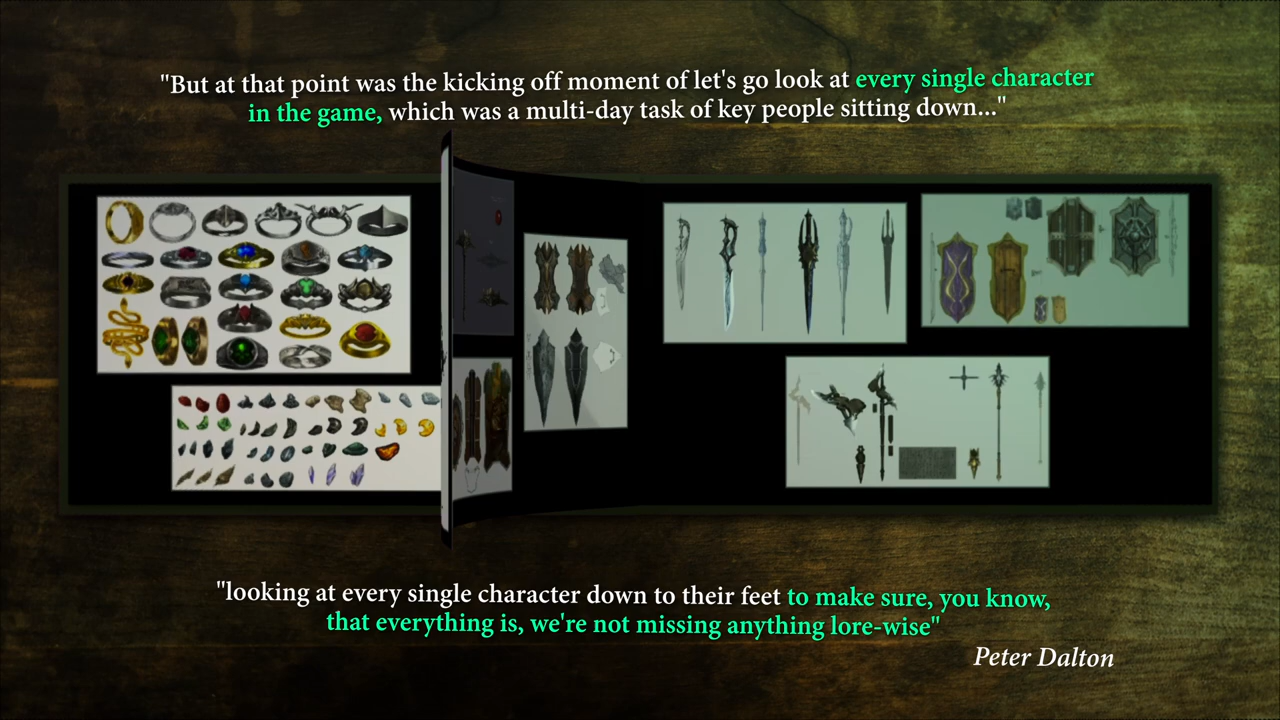 "But at that point was the kicking off moment of let's go look at every single character
in the game, which was a multi-day task of key people sitting down..."
"looking at every single character down to their feet to make sure, you know,
that everything is, we're not missing anything lore-wise"
Peter Dalton